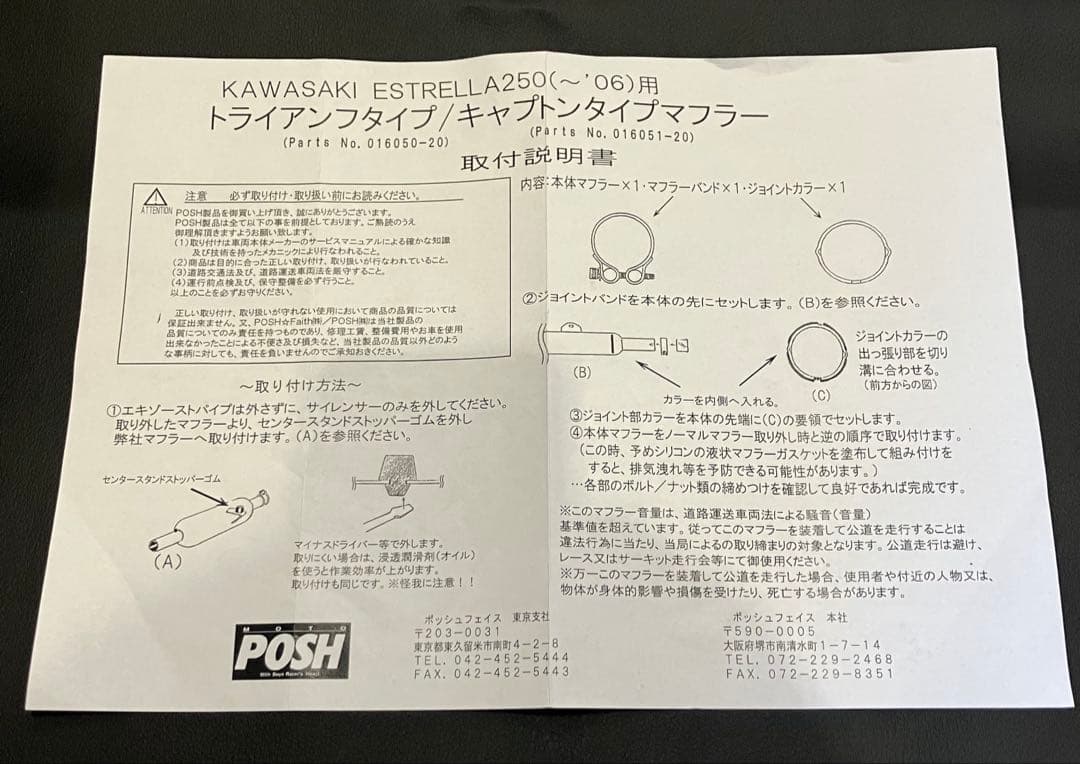 KAWASAKI ESTRELLA250(～'06)用
トライアンフタイプ/キャプトンタイプマフラー
(Parts No. 016050-20)
(Parts No. 016051-20)
取付説明書
ATTENTION
注意 必ず取り付け・取り扱い前にお読みください。
POSH製品を御買い上げ頂き、誠にありがとうございます。
POSH製品は全て以下の事を前提としております。ご熟読のうえ
御理解頂きますようお願い致します。
(1)取り付けは車両本体メーカーのサービスマニュアルによる確かな知識
及び技術を持ったメカニックにより行なわれること。
(2)商品は目的に合った正しい取り付け、取り扱いが行なわれていること。
(3)道路交通法及び、道路運送車両法を厳守すること。
(4)運行前点検及び、保守整備を必ず行うこと。
以上のことを必ずお守りください。
正しい取り付け、取り扱いが守れない使用において商品の品質については
保証出来ません。又、POSH☆Faith㈲／POSH㈲は当社製品の
品質についてのみ責任を持つものであり、修理工賃、整備費用やお車を使用
出来なかったことによる不便さ及び損失など、当社製品の品質以外どのよう
な事柄に対しても、責任を負いませんのでご承知おきください。
～取り付け方法～
①エキゾーストパイプは外さずに、サイレンサーのみを外してください。
取り外したマフラーより、センタースタンドストッパーゴムを外し
弊社マフラーへ取り付けます。(A)を参照ください。
センタースタンドストッパーゴム
(A)
マイナスドライバー等で外します。
取りにくい場合は、浸透潤滑剤(オイル)
を使うと作業効率が上がります。
取り付けも同じです。※怪我に注意！！
内容:本体マフラー×1・マフラーバンド×1・ジョイントカラー×1
②ジョイントバンドを本体の先にセットします。(B)を参照ください。
(B)
カラーを内側へ入れる。
(C)
ジョイントカラーの
出っ張り部を切り
溝に合わせる。
(前方からの図)
③ジョイント部カラーを本体の先端に(C)の要領でセットします。
④本体マフラーをノーマルマフラー取り外し時と逆の順序で取り付けます。
(この時、予めシリコンの液状マフラーガスケットを塗布して組み付けを
すると、排気洩れ等を予防できる可能性があります。)
…各部のボルト／ナット類の締めつけを確認して良好であれば完成です。
※このマフラー音量は、道路運送車両法による騒音(音量)
基準値を超えています。従ってこのマフラーを装着して公道を走行することは
違法行為に当たり、当局によるの取り締まりの対象となります。公道走行は避け、
レース又はサーキット走行会等にて御使用ください。
※万一このマフラーを装着して公道を走行した場合、使用者や付近の人物又は、
物体が身体的影響や損傷を受けたり、死亡する場合があります。
MOTO
POSH
With Boys Racer's Heart
ポッシュフェイス 東京支社
〒203-0031
東京都東久留米市南町4-2-8
TEL. 042-452-5444
FAX. 042-452-5443
ポッシュフェイス 本社
〒590-0005
大阪府堺市南清水町1-7-14
TEL. 072-229-2468
FAX. 072-229-8351